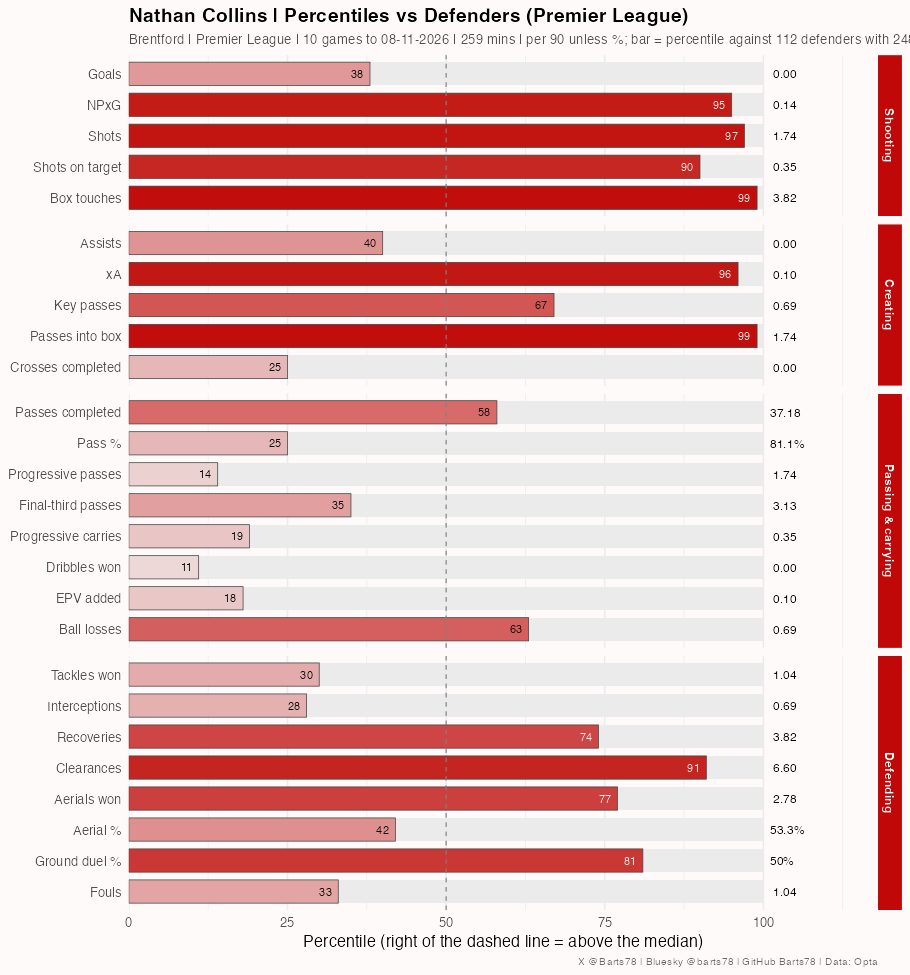 Nathan Collins | Percentiles vs Defenders (Premier League)
Brentford | Premier League | 10 games to 08-11-2026 | 259 mins | per 90 unless %; bar = percentile against 112 defenders with
Shooting
Goals 38 0.00
NPxG 95 0.14
Shots 97 1.74
Shots on target 90 0.35
Box touches 99 3.82
Creating
Assists 40 0.00
xA 96 0.10
Key passes 67 0.69
Passes into box 99 1.74
Crosses completed 25 0.00
Passing & carrying
Passes completed 58 37.18
Pass % 25 81.1%
Progressive passes 14 1.74
Final-third passes 35 3.13
Progressive carries 19 0.35
Dribbles won 11 0.00
EPV added 18 0.10
Ball losses 63 0.69
Defending
Tackles won 30 1.04
Interceptions 28 0.69
Recoveries 74 3.82
Clearances 91 6.60
Aerials won 77 2.78
Aerial % 42 53.3%
Ground duel % 81 50%
Fouls 33 1.04
0 25 50 75 100
Percentile (right of the dashed line = above the median)
X @Barts78 | Bluesky @barts78 | GitHub Barts78 | Data: Opta